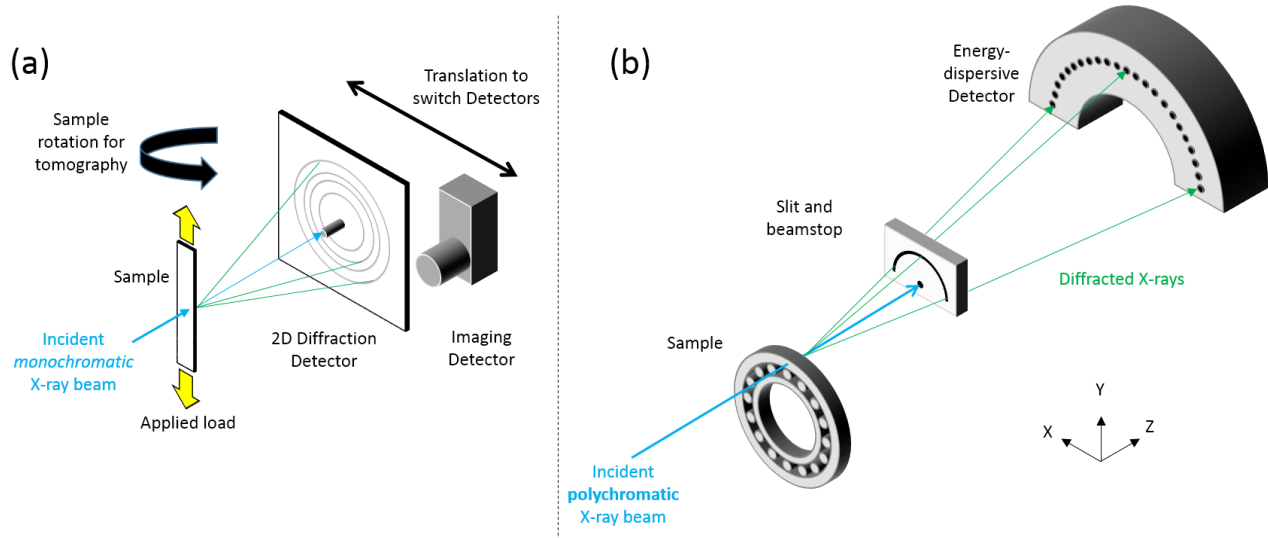 (a)
Sample
rotation for
tomography
Translation to
switch Detectors
Sample
Incident
monochromatic
X-ray beam
Applied load
2D Diffraction
Detector
Imaging
Detector
(b)
Energy-
dispersive
Detector
Slit and
beamstop
Diffracted X-rays
Sample
Incident
polychromatic
X-ray beam
Y
X
Z